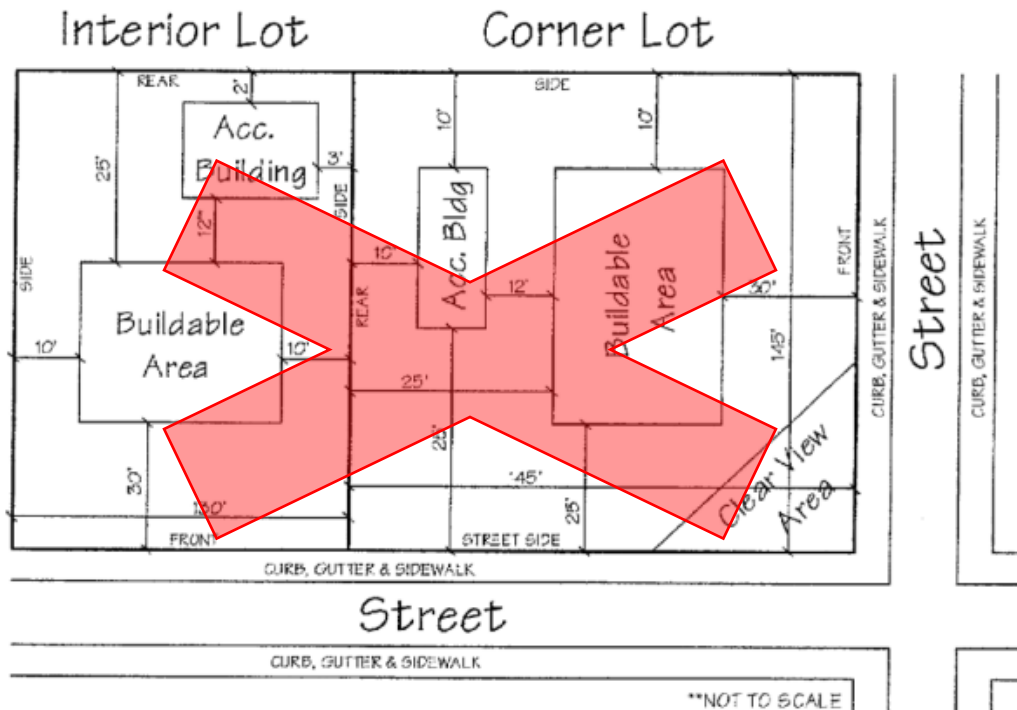 Interior Lot
Corner Lot
REAR
SIDE
2'
Acc.
Building
3'
25'
12'
SIDE
SIDE
Buildable
Area
10'
10'
30'
130'
FRONT
10'
10'
Acc. Bldg
10'
REAR
12'
25'
25'
Buildable
Area
30'
FRONT
145'
145'
25'
Clear View
Area
STREET SIDE
CURB, GUTTER & SIDEWALK
Street
CURB, GUTTER & SIDEWALK
CURB, GUTTER & SIDEWALK
Street
CURB, GUTTER & SIDEWALK
**NOT TO SCALE